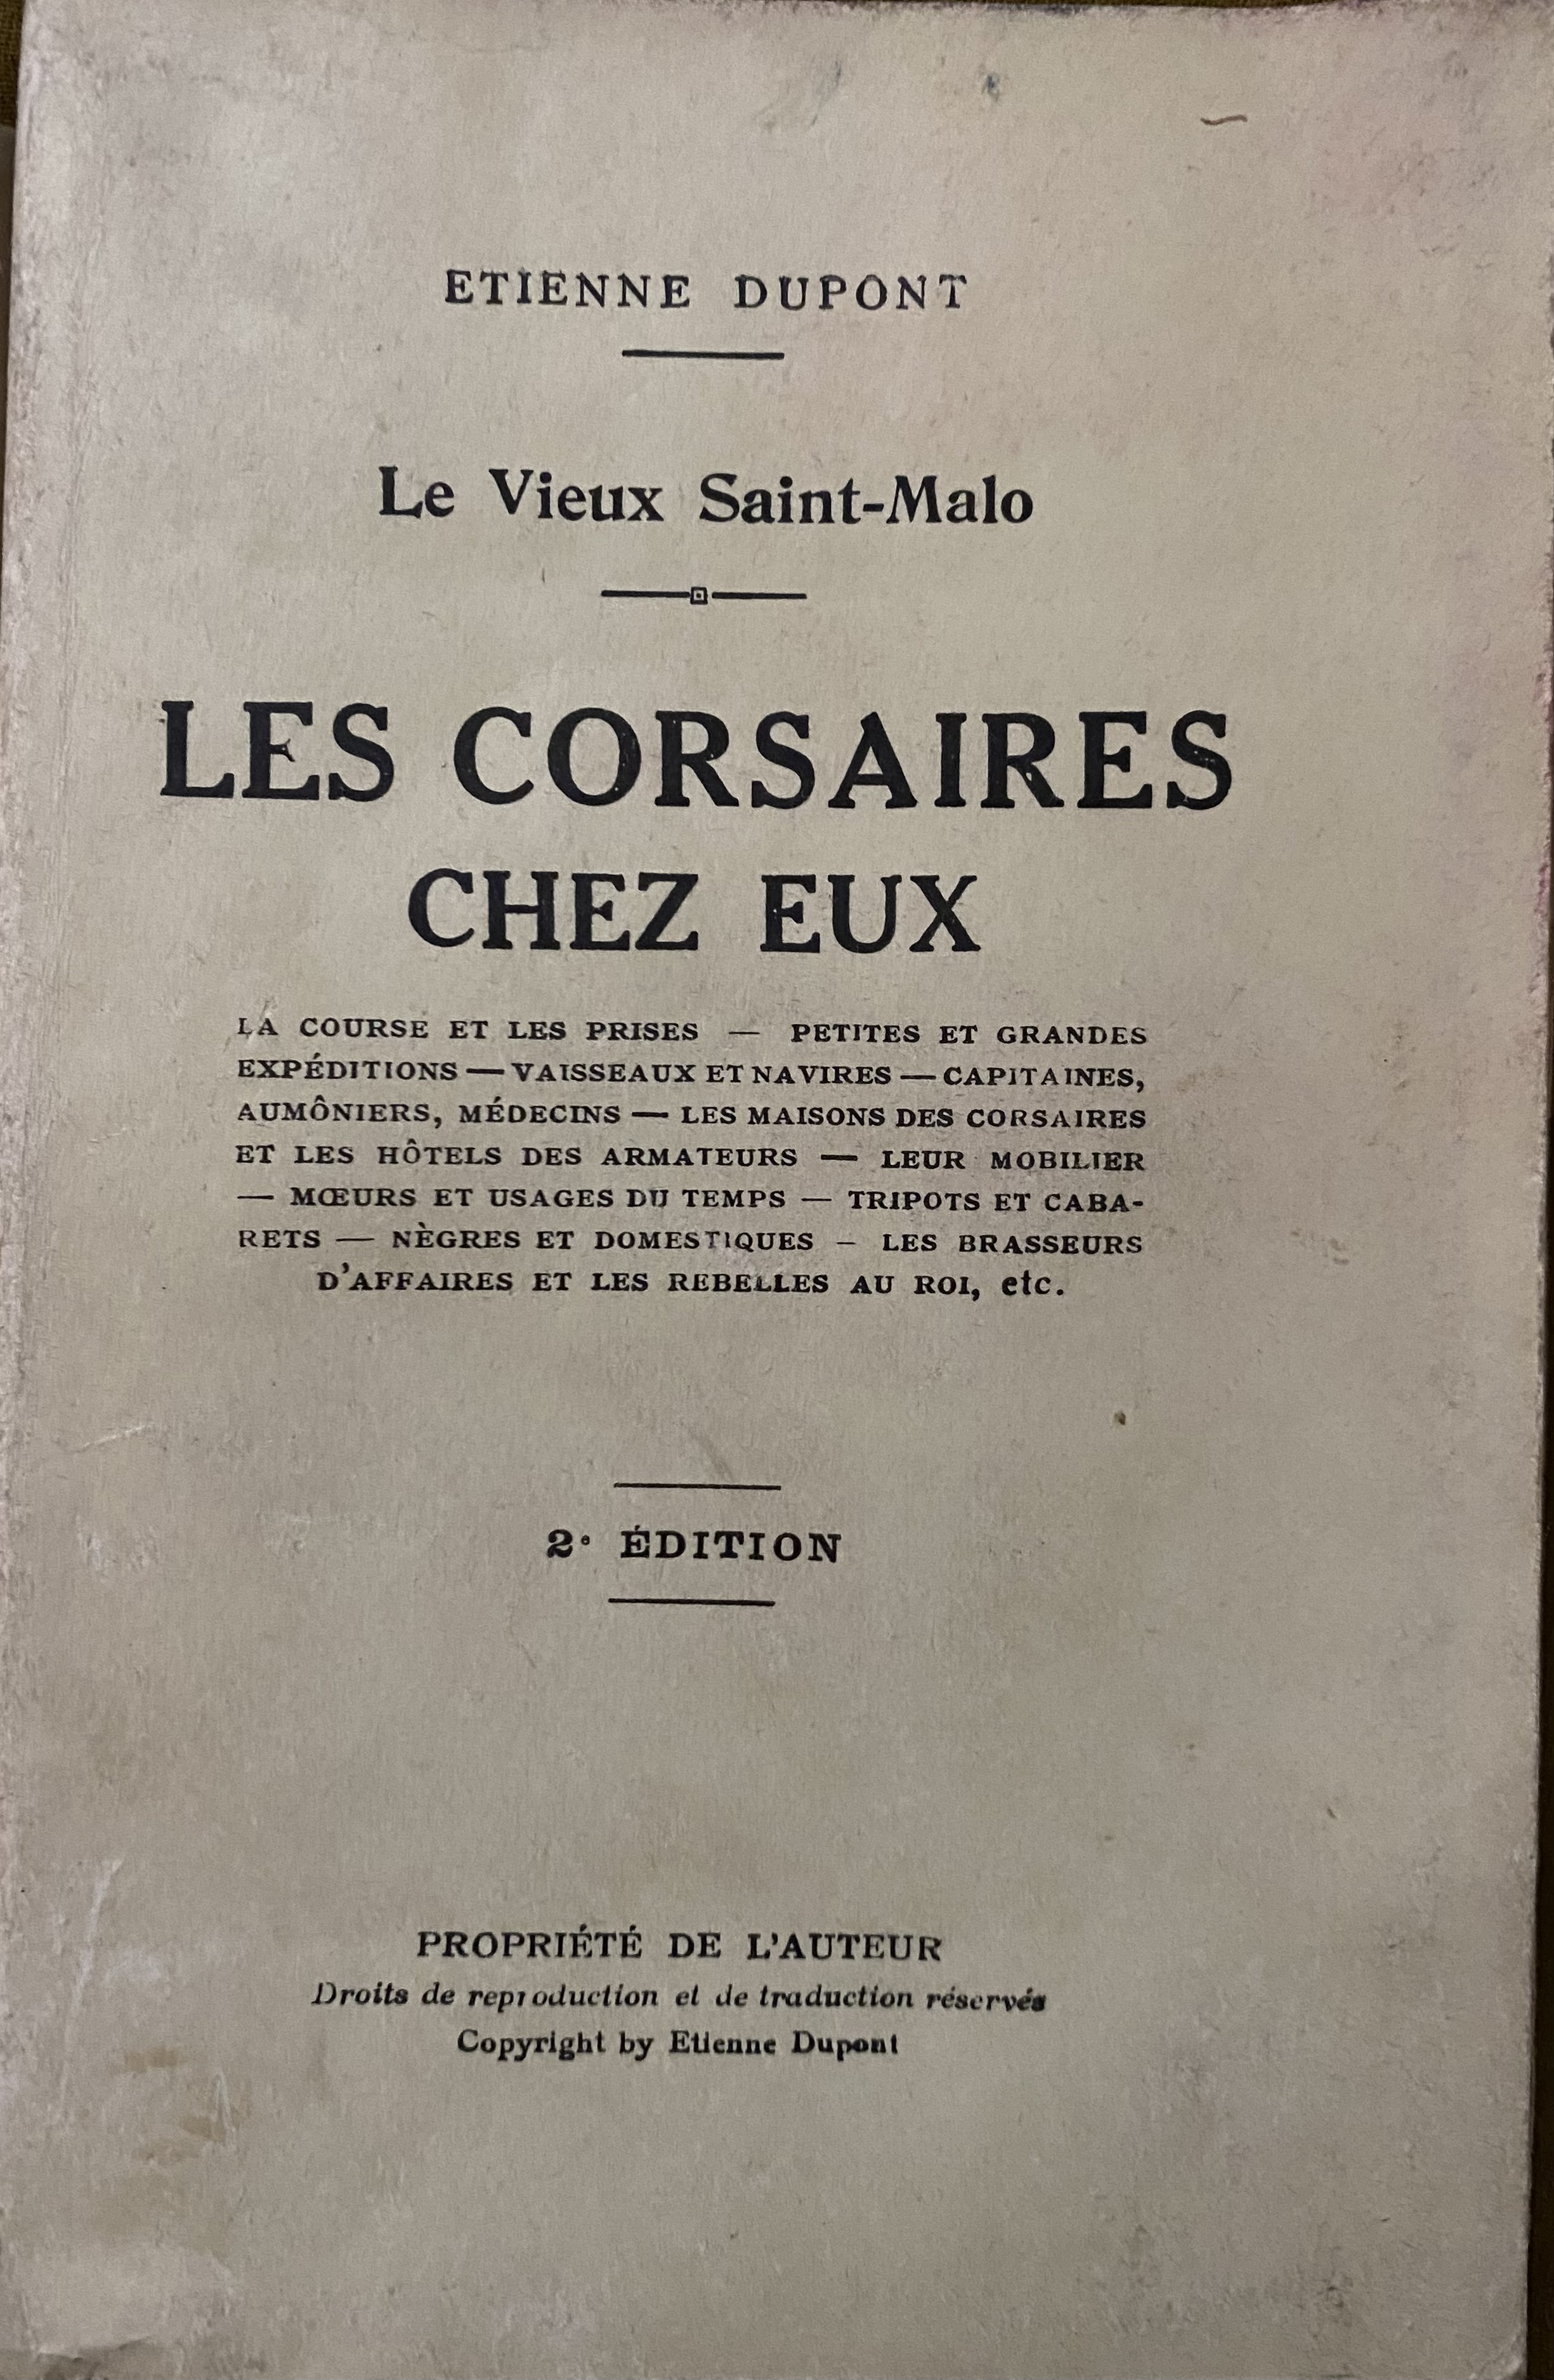 ETIENNE DUPONT
Le Vieux Saint-Malo
LES CORSAIRES
CHEZ EUX
LA COURSE ET LES PRISES — PETITES ET GRANDES
EXPÉDITIONS — VAISSEAUX ET NAVIRES — CAPITAINES,
AUMÔNIERS, MÉDECINS — LES MAISONS DES CORSAIRES
ET LES HÔTELS DES ARMATEURS — LEUR MOBILIER
— MŒURS ET USAGES DU TEMPS — TRIPOTS ET CABA-
RETS — NÈGRES ET DOMESTIQUES – LES BRASSEURS
D'AFFAIRES ET LES REBELLES AU ROI, etc.
2e ÉDITION
PROPRIÉTÉ DE L'AUTEUR
Droits de reproduction et de traduction réservés
Copyright by Etienne Dupont